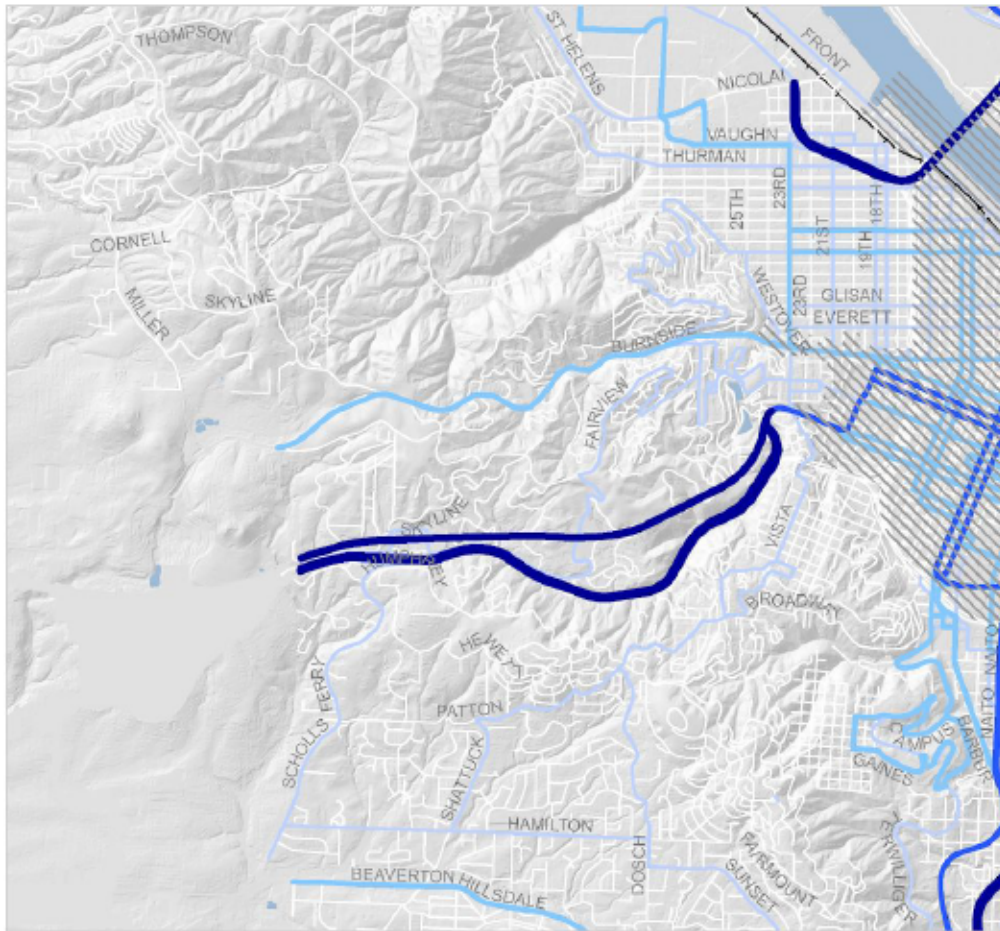 THOMPSON
ST HELENS
FRONT
NICOLAI
VAUGHN
THURMAN
25TH
23RD
21ST
18TH
19TH
CORNELL
MILLER
SKYLINE
WESTOVER
23RD
GLISAN
EVERETT
BURNSIDE
FAIRVIEW
SKYLINE
HUMPHREY
VISTA
BROADWAY
HEWETT
SCHOLLS FERRY
PATTON
SHATTUCK
NAITO
NAITO
CAMPUS
BARBUR
GAINES
HAMILTON
DOSCH
FAIRMOUNT
SUNSET
TERWILLIGER
BEAVERTON HILLSDALE